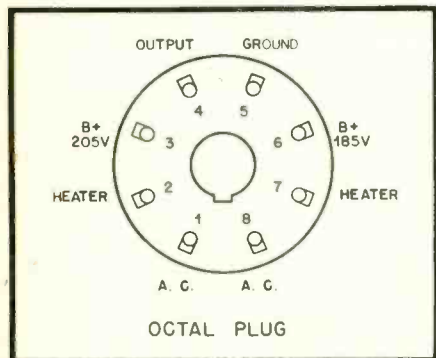 OUTPUT GROUND
4 5
B+
205V
3 6
B+
185V
HEATER
2 7
HEATER
1 8
A. C. A. C.
OCTAL PLUG